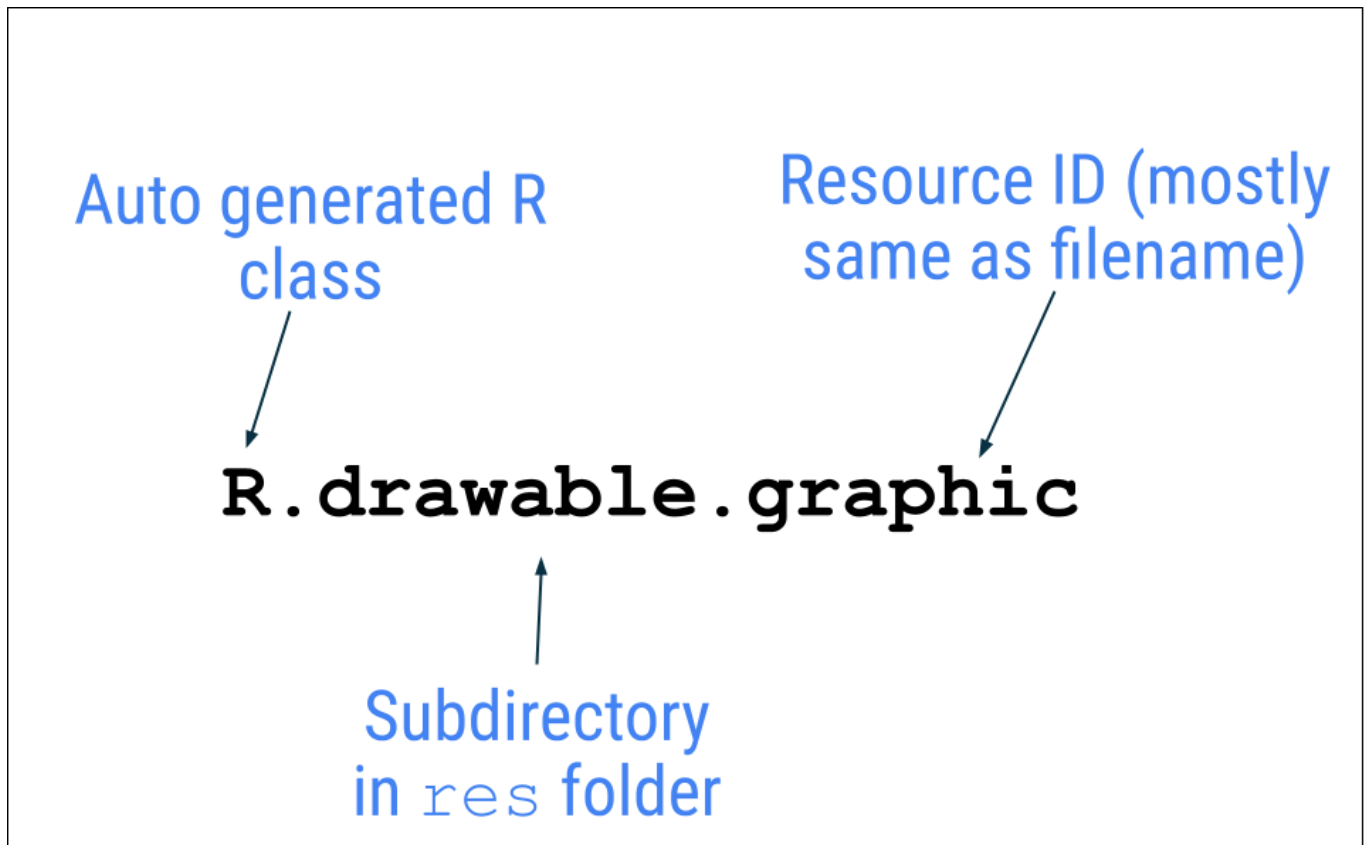 Auto generated R
class
Resource ID (mostly
same as filename)
R.drawable.graphic
Subdirectory
in res folder